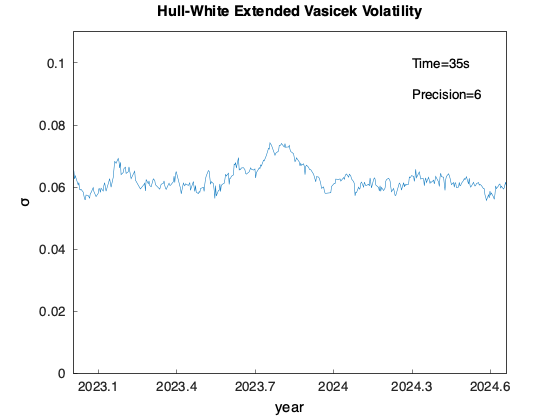 Hull-White Extended Vasicek Volatility
0.1
Time=35s
Precision=6
0.08
0.06
σ
0.04
0.02
0
2023.1 2023.4 2023.7 2024 2024.3 2024.6
year